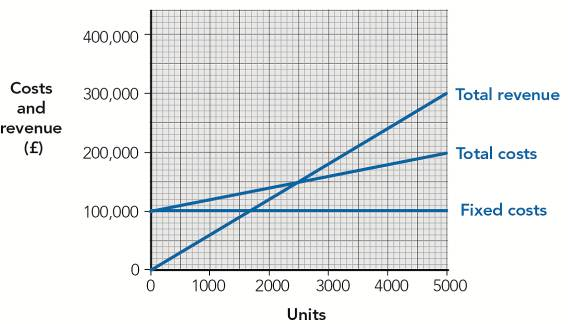 400,000
Costs
and
revenue
(£)
300,000
Total revenue
200,000
Total costs
100,000
Fixed costs
0
0 1000 2000 3000 4000 5000
Units